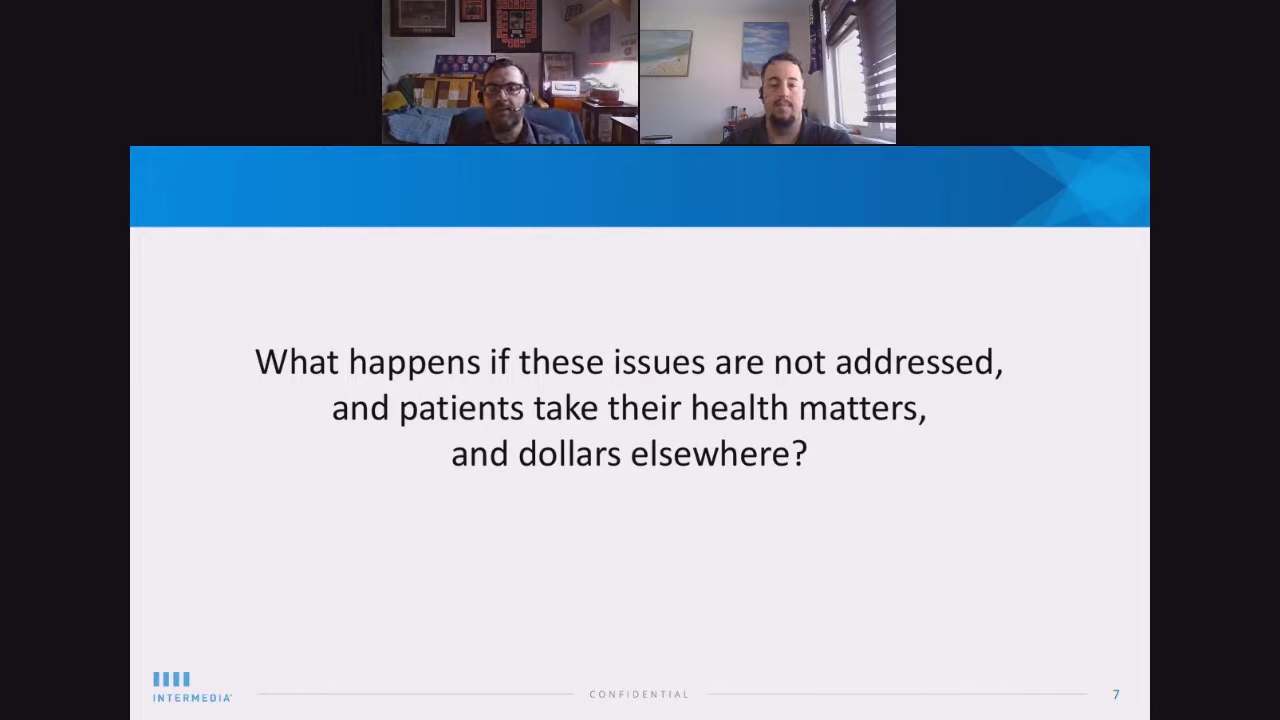 What happens if these issues are not addressed,
and patients take their health matters,
and dollars elsewhere?
INTERMEDIA
CONFIDENTIAL
7